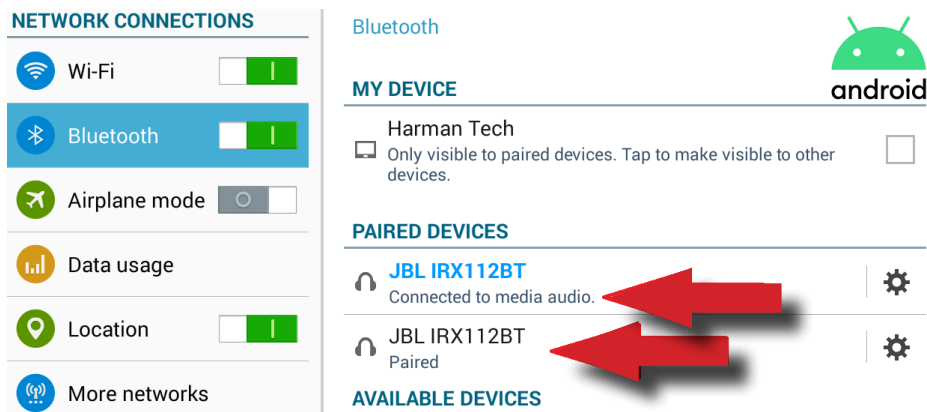 NETWORK CONNECTIONS
Wi-Fi
Bluetooth
Airplane mode
Data usage
Location
More networks
Bluetooth
android
MY DEVICE
Harman Tech
Only visible to paired devices. Tap to make visible to other
devices.
PAIRED DEVICES
JBL IRX112BT
Connected to media audio.
JBL IRX112BT
Paired
AVAILABLE DEVICES